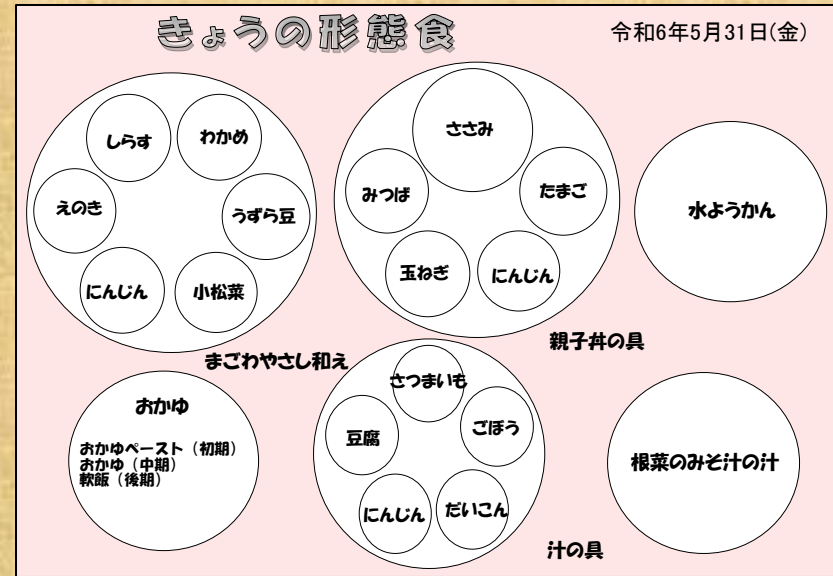 きょうの形態食
令和6年5月31日(金)
しらす
わかめ
えのき
うずら豆
にんじん
小松菜
まごわやさし和え
ささみ
みつば
たまご
玉ねぎ
にんじん
親子丼の具
水ようかん
おかゆ
おかゆペースト（初期）
おかゆ（中期）
軟飯（後期）
さつまいも
豆腐
ごぼう
にんじん
だいこん
汁の具
根菜のみそ汁の汁